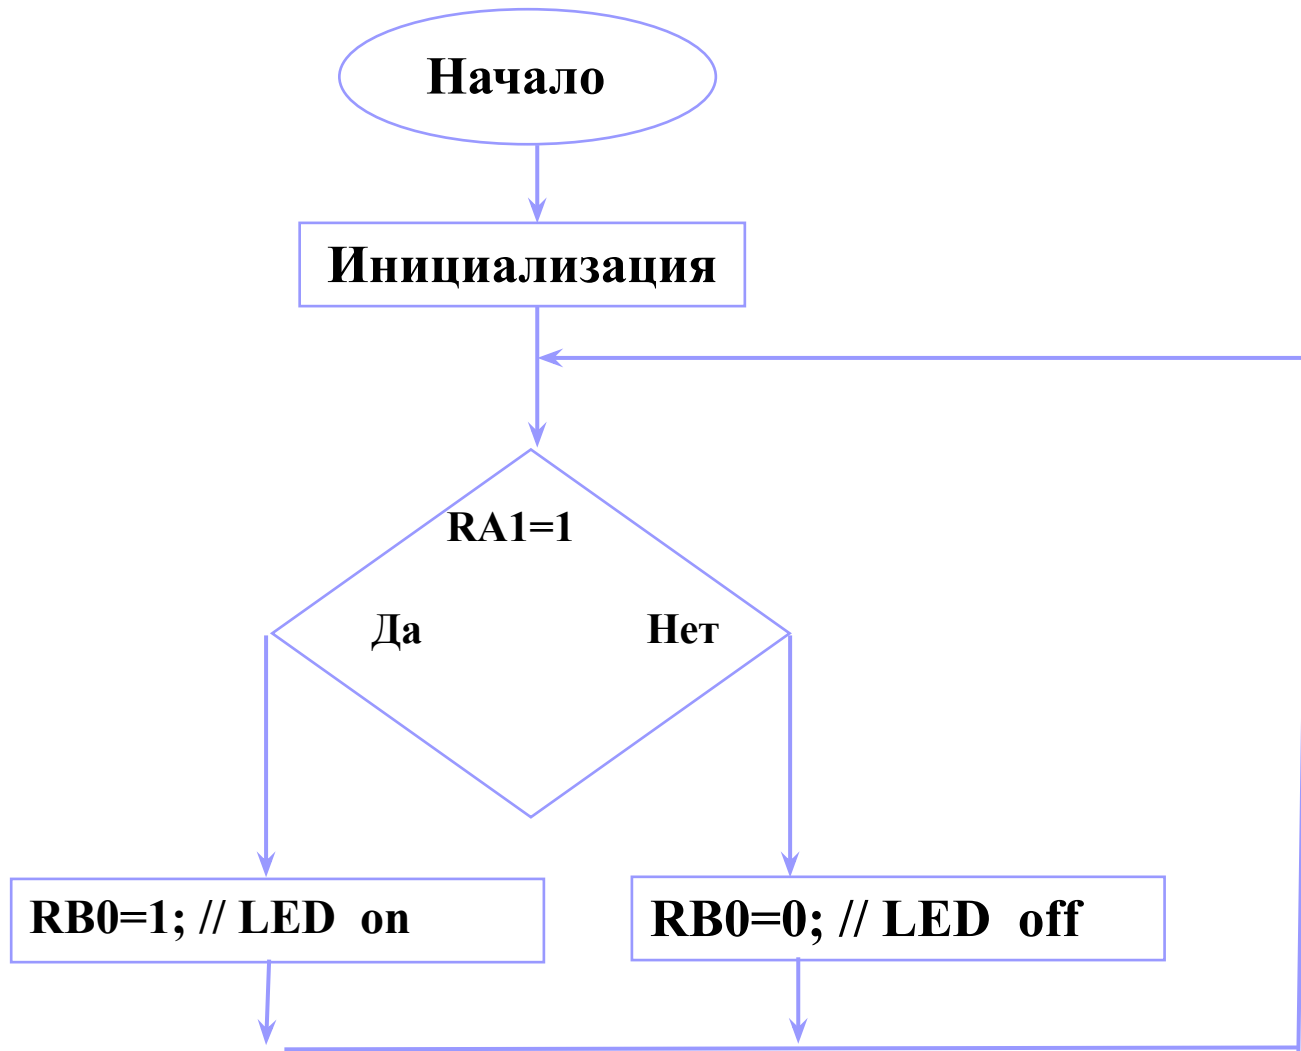 Начало
Инициализация
RA1=1
Да
Нет
RB0=1; // LED on
RB0=0; // LED off